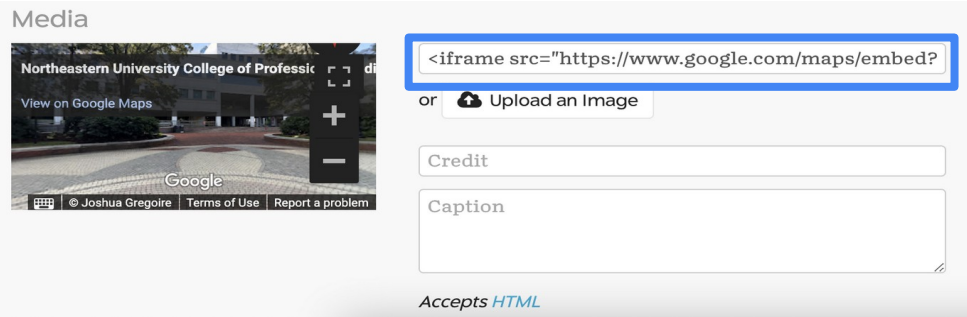 Media
Northeastern University College of Professio
di
View on Google Maps
Google
© Joshua Gregoire Terms of Use Report a problem
<iframe src="https://www.google.com/maps/embed?
or Upload an Image
Credit
Caption
Accepts HTML